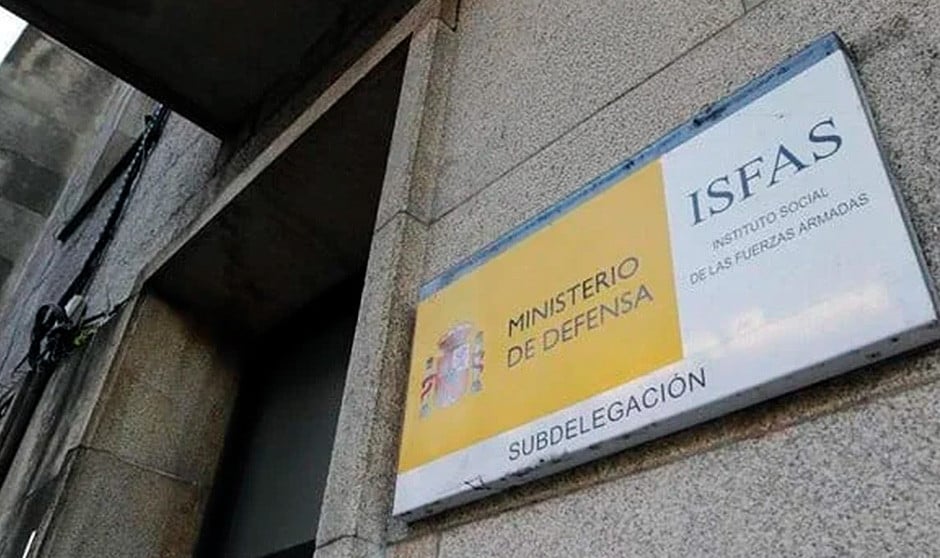 MINISTERIO
DE DEFENSA
ISFAS
INSTITUTO SOCIAL
DE LAS FUERZAS ARMADAS
SUBDELEGACIÓN